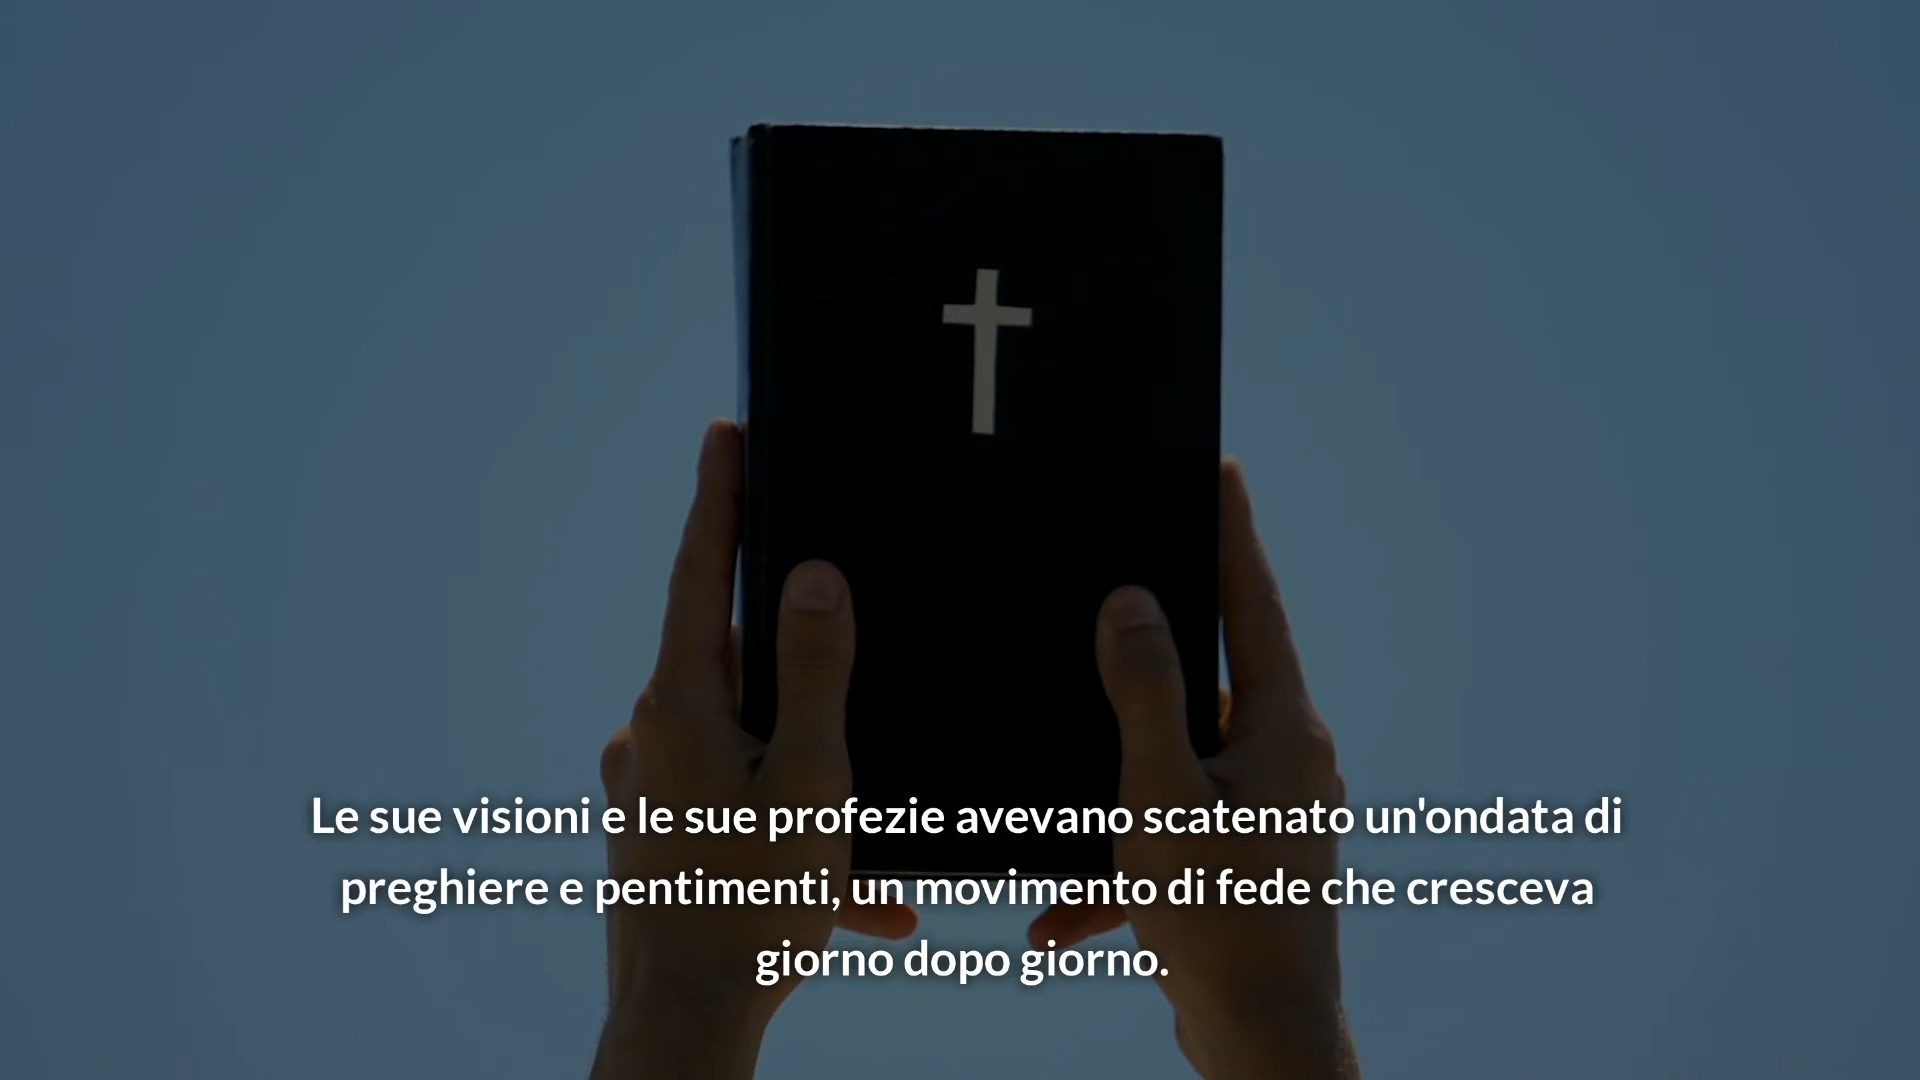 Le sue visioni e le sue profezie avevano scatenato un'ondata di
preghiere e pentimenti, un movimento di fede che cresceva
giorno dopo giorno.